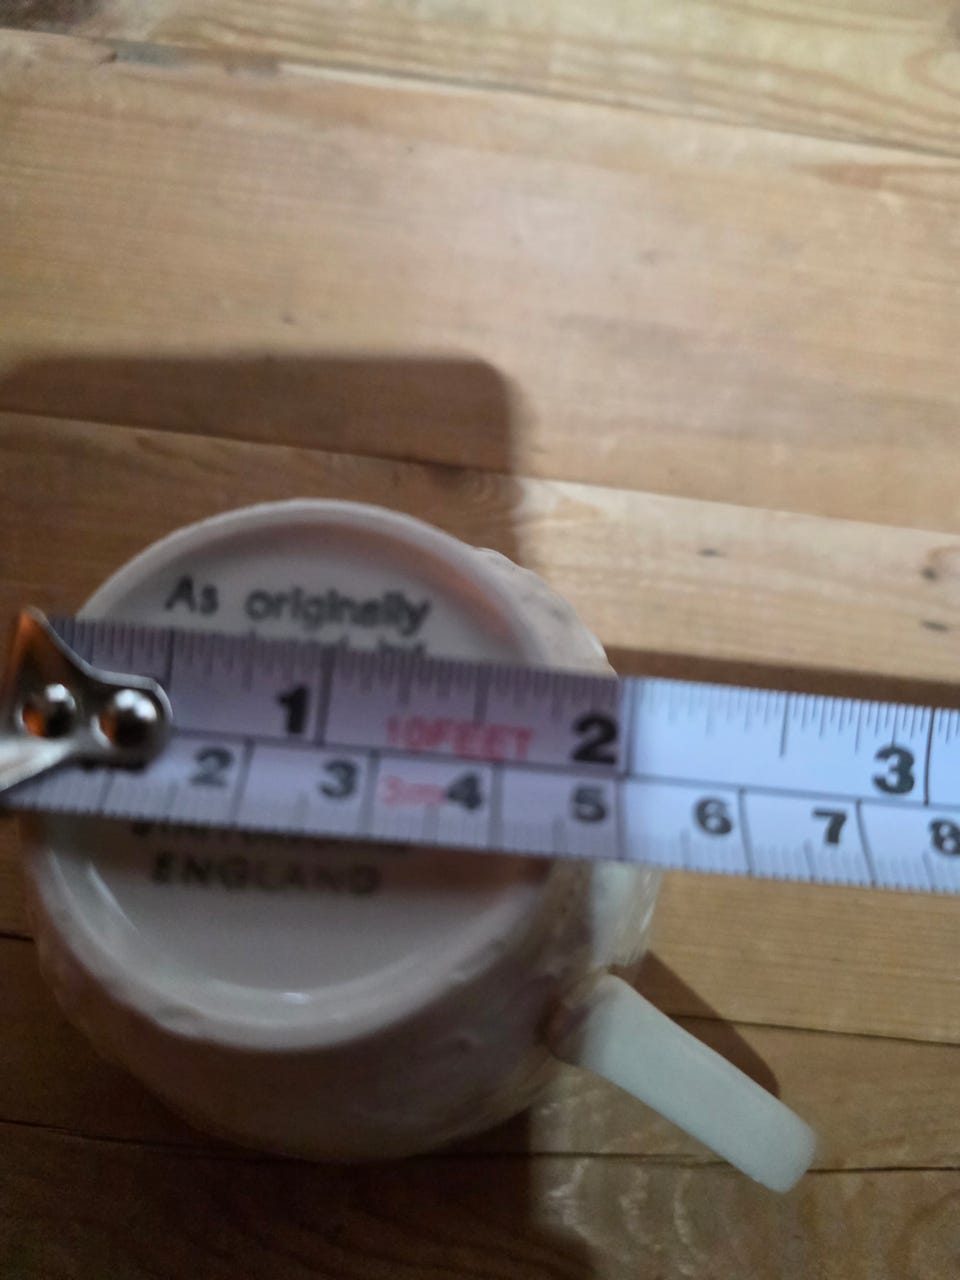 As originally
1 10FEET 2 3
2 3 3m 4 5 6 7 8
ENGLAND